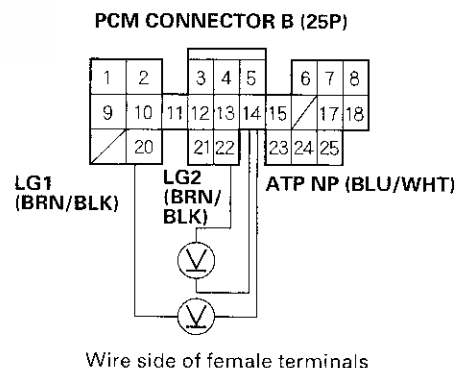 PCM CONNECTOR B (25P)
1 2 3 4 5 6 7 8
9 10 11 12 13 14 15 17 18
20 21 22 23 24 25
LG1
(BRN/BLK)
LG2
(BRN/
BLK)
ATP NP (BLU/WHT)
V
V
Wire side of female terminals